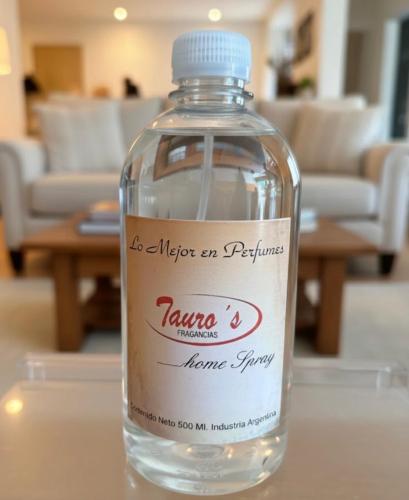 Lo Mejor en Perfumes
Tauro's
FRAGANCIAS
home Spray
Contenido Neto 500 Ml. Industria Argentina